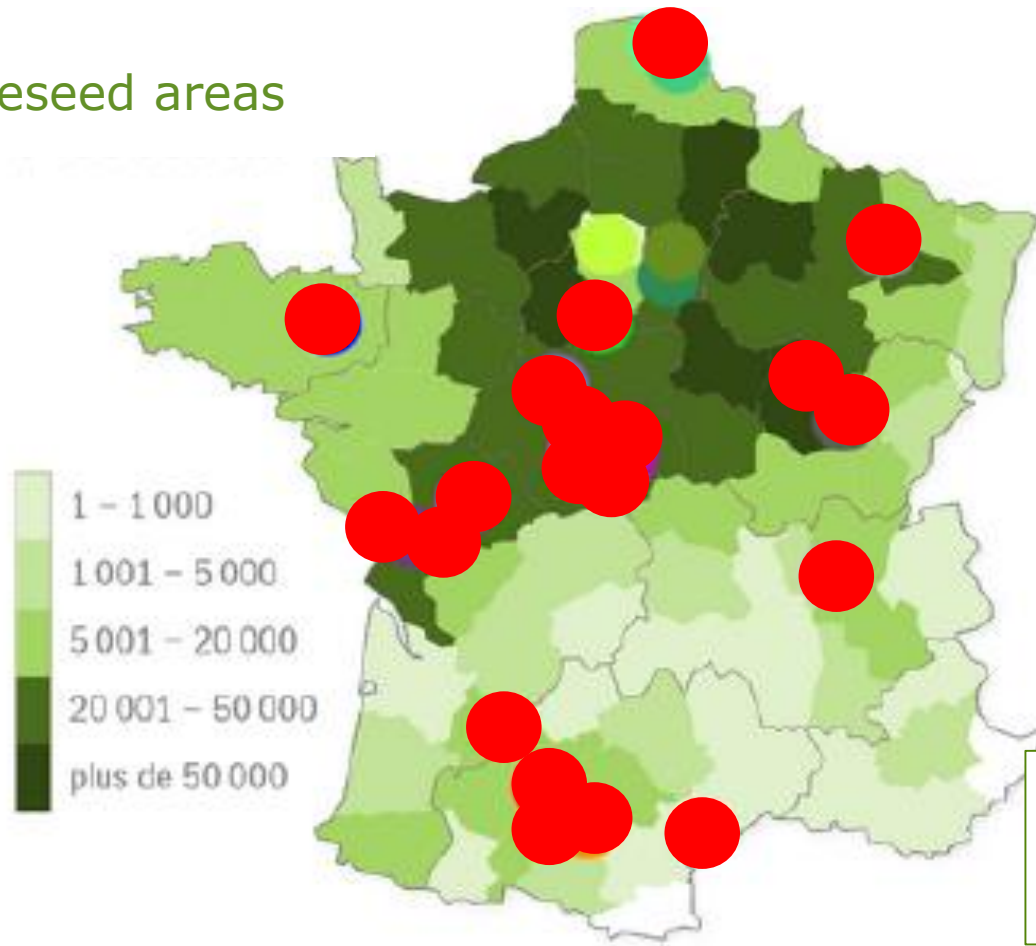 eseed areas
1 – 1 000
1 001 – 5 000
5 001 – 20 000
20 001 – 50 000
plus de 50 000